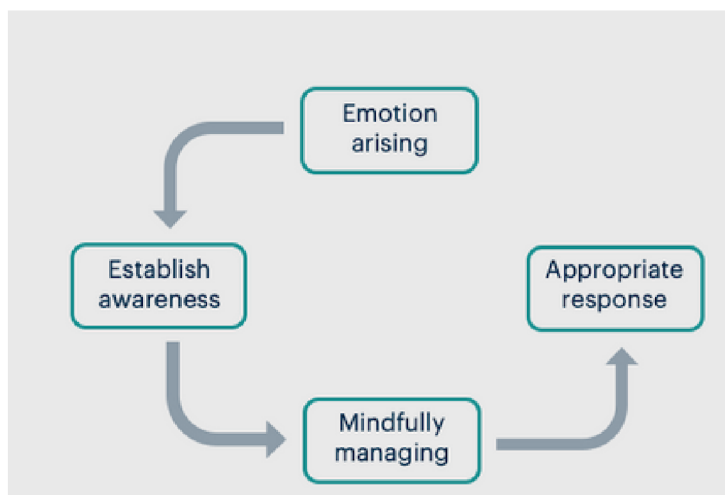 Emotion
arising
Establish
awareness
Mindfully
managing
Appropriate
response